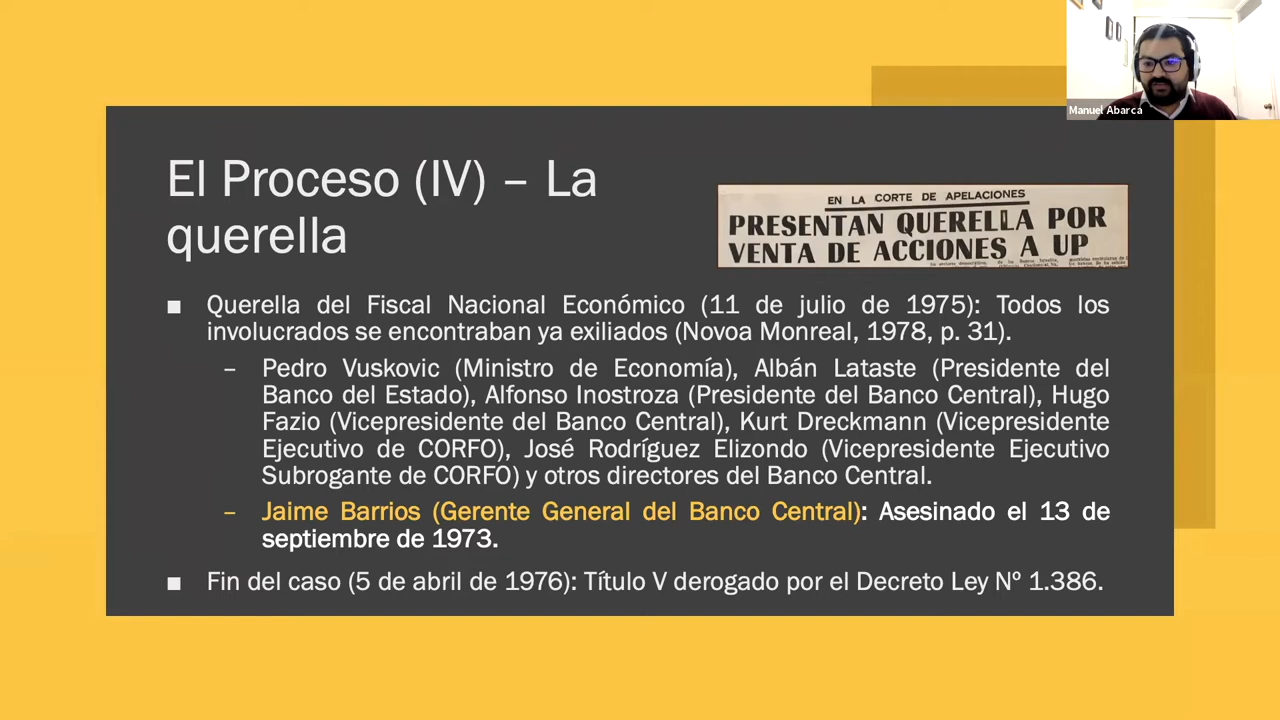 Manuel Abarca
El Proceso (IV) – La
querella
EN LA CORTE DE APELACIONES
PRESENTAN QUERELLA POR
VENTA DE ACCIONES A UP
■ Querella del Fiscal Nacional Económico (11 de julio de 1975): Todos los
involucrados se encontraban ya exiliados (Novoa Monreal, 1978, p. 31).
– Pedro Vuskovic (Ministro de Economía), Albán Lataste (Presidente del
Banco del Estado), Alfonso Inostroza (Presidente del Banco Central), Hugo
Fazio (Vicepresidente del Banco Central), Kurt Dreckmann (Vicepresidente
Ejecutivo de CORFO), José Rodríguez Elizondo (Vicepresidente Ejecutivo
Subrogante de CORFO) y otros directores del Banco Central.
– Jaime Barrios (Gerente General del Banco Central): Asesinado el 13 de
septiembre de 1973.
■ Fin del caso (5 de abril de 1976): Título V derogado por el Decreto Ley Nº 1.386.